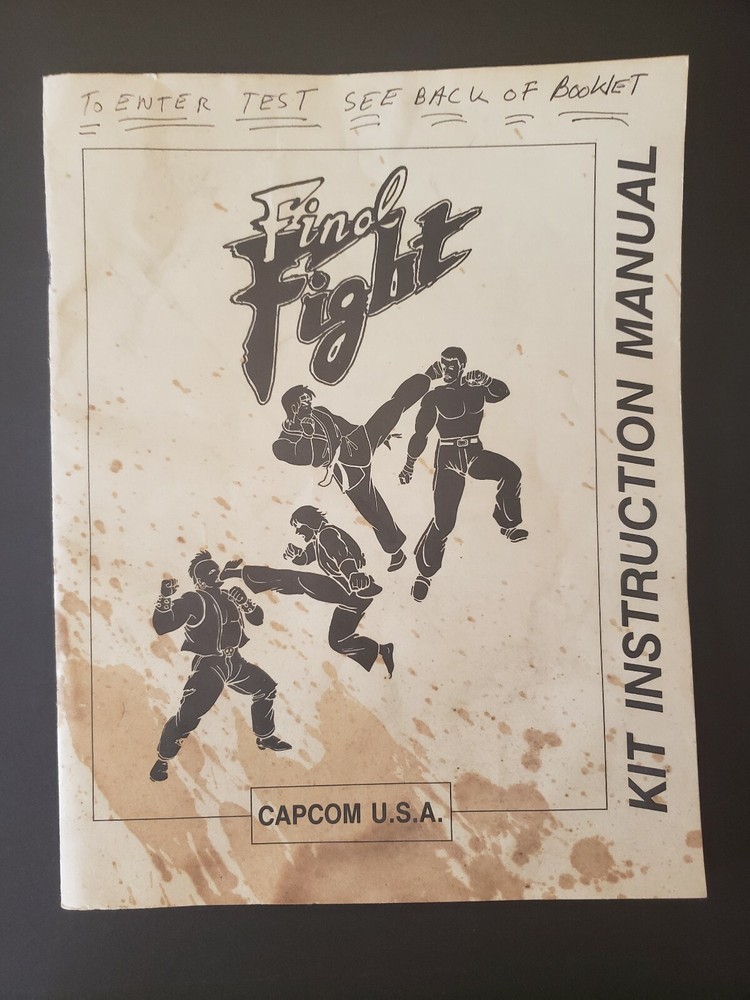 TO ENTER TEST SEE BACK OF BOOKLET
Final
Fight
KIT INSTRUCTION MANUAL
CAPCOM U.S.A.